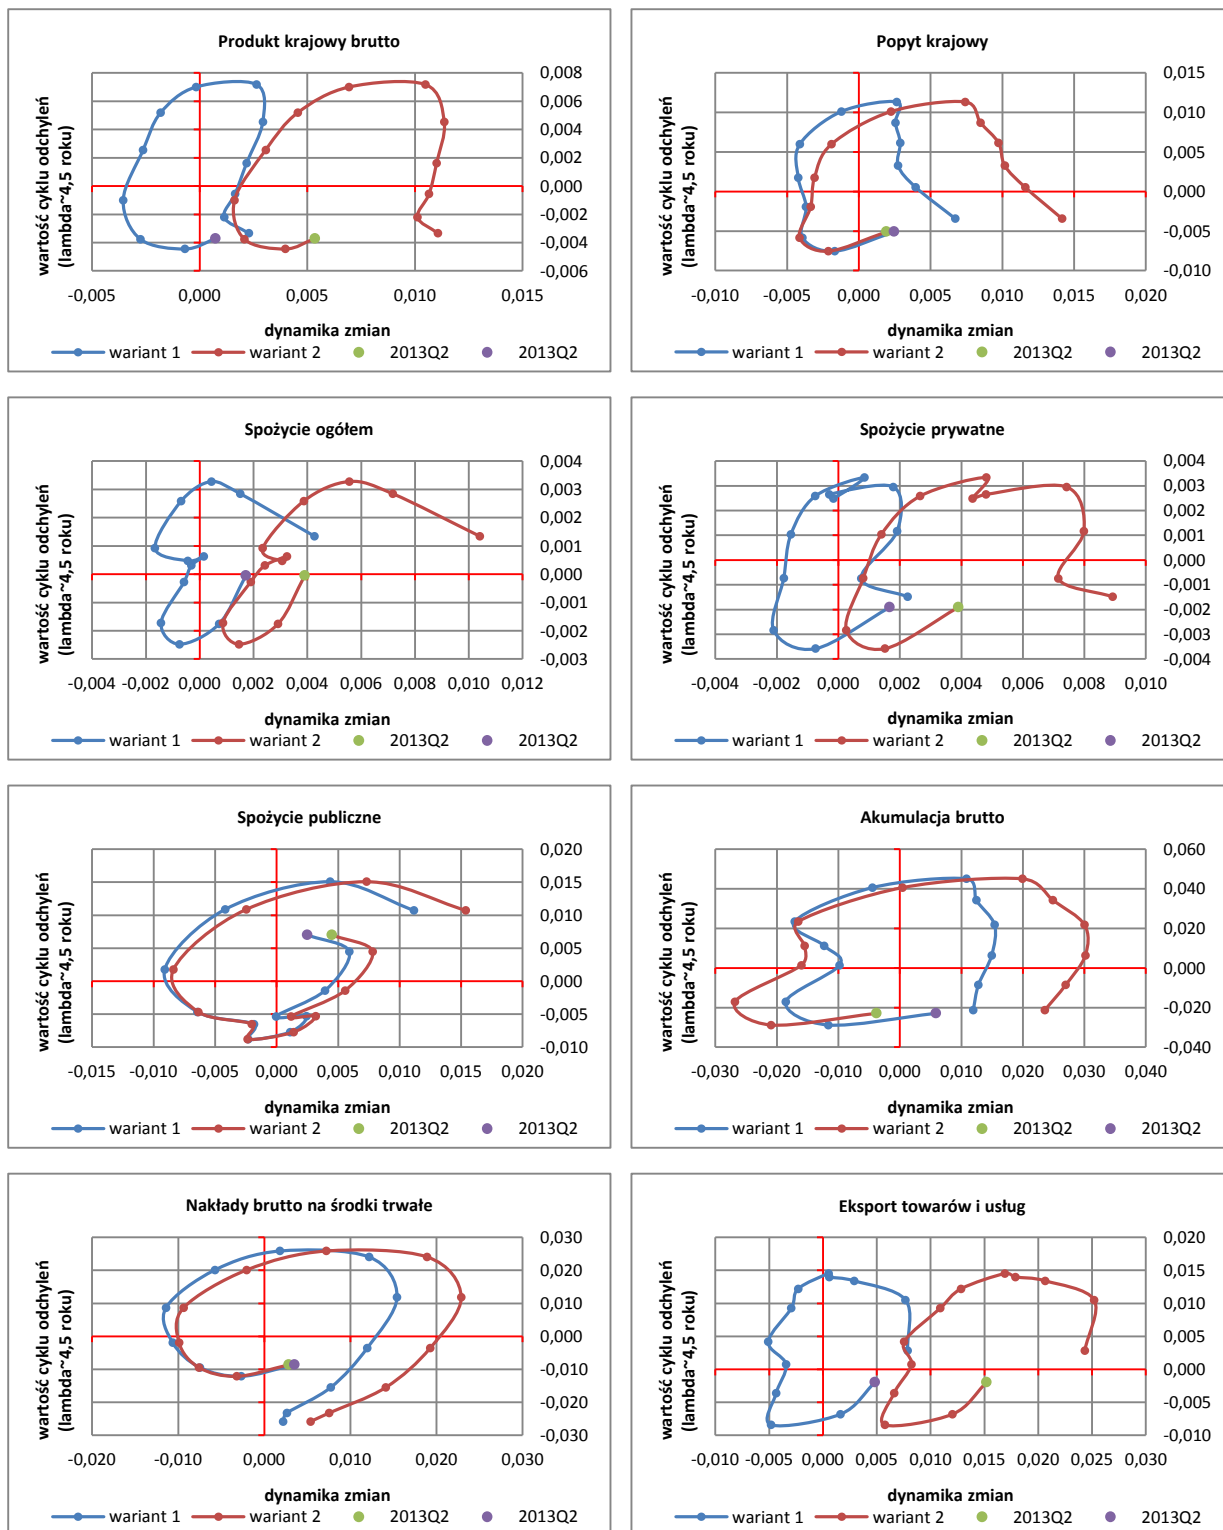 Produkt krajowy brutto
wartość cyklu odchyleń
(lambda~4,5 roku)
0,008
0,006
0,004
0,002
0,000
-0,002
-0,004
-0,006
-0,005 0,000 0,005 0,010 0,015
dynamika zmian
wariant 1 wariant 2 2013Q2 2013Q2
Popyt krajowy
wartość cyklu odchyleń
(lambda~4,5 roku)
0,015
0,010
0,005
0,000
-0,005
-0,010
-0,010 -0,005 0,000 0,005 0,010 0,015 0,020
dynamika zmian
wariant 1 wariant 2 2013Q2 2013Q2
Spożycie ogółem
wartość cyklu odchyleń
(lambda~4,5 roku)
0,004
0,003
0,002
0,001
0,000
-0,001
-0,002
-0,003
-0,004 -0,002 0,000 0,002 0,004 0,006 0,008 0,010 0,012
dynamika zmian
wariant 1 wariant 2 2013Q2 2013Q2
Spożycie prywatne
wartość cyklu odchyleń
(lambda~4,5 roku)
0,004
0,003
0,002
0,001
0,000
-0,001
-0,002
-0,003
-0,004
-0,004 -0,002 0,000 0,002 0,004 0,006 0,008 0,010
dynamika zmian
wariant 1 wariant 2 2013Q2 2013Q2
Spożycie publiczne
wartość cyklu odchyleń
(lambda~4,5 roku)
0,020
0,015
0,010
0,005
0,000
-0,005
-0,010
-0,015 -0,010 -0,005 0,000 0,005 0,010 0,015 0,020
dynamika zmian
wariant 1 wariant 2 2013Q2 2013Q2
Akumulacja brutto
wartość cyklu odchyleń
(lambda~4,5 roku)
0,060
0,040
0,020
0,000
-0,020
-0,040
-0,030 -0,020 -0,010 0,000 0,010 0,020 0,030 0,040
dynamika zmian
wariant 1 wariant 2 2013Q2 2013Q2
Nakłady brutto na środki trwałe
wartość cyklu odchyleń
(lambda~4,5 roku)
0,030
0,020
0,010
0,000
-0,010
-0,020
-0,030
-0,020 -0,010 0,000 0,010 0,020 0,030
dynamika zmian
wariant 1 wariant 2 2013Q2 2013Q2
Eksport towarów i usług
wartość cyklu odchyleń
(lambda~4,5 roku)
0,020
0,015
0,010
0,005
0,000
-0,005
-0,010
-0,010 -0,005 0,000 0,005 0,010 0,015 0,020 0,025 0,030
dynamika zmian
wariant 1 wariant 2 2013Q2 2013Q2